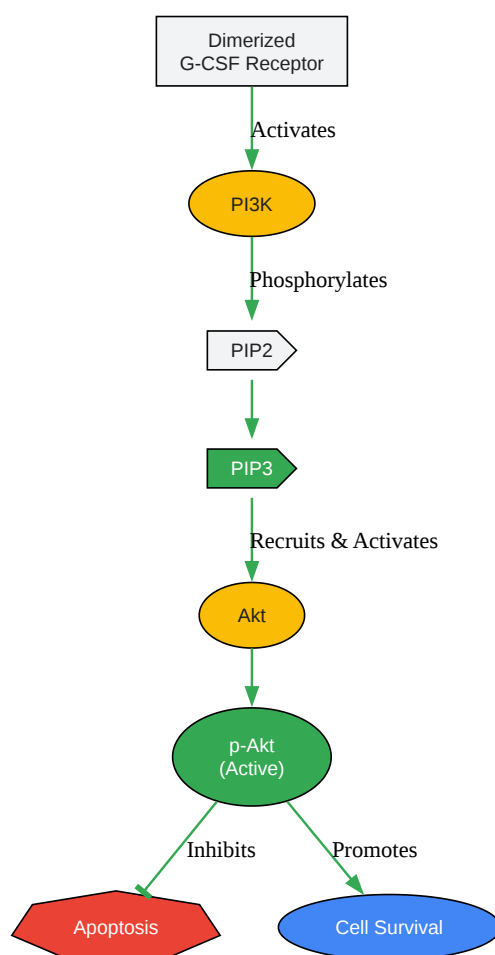 Dimerized
G-CSF Receptor
Activates
PI3K
Phosphorylates
PIP2
PIP3
Recruits & Activates
Akt
p-Akt
(Active)
Inhibits
Promotes
Apoptosis
Cell Survival